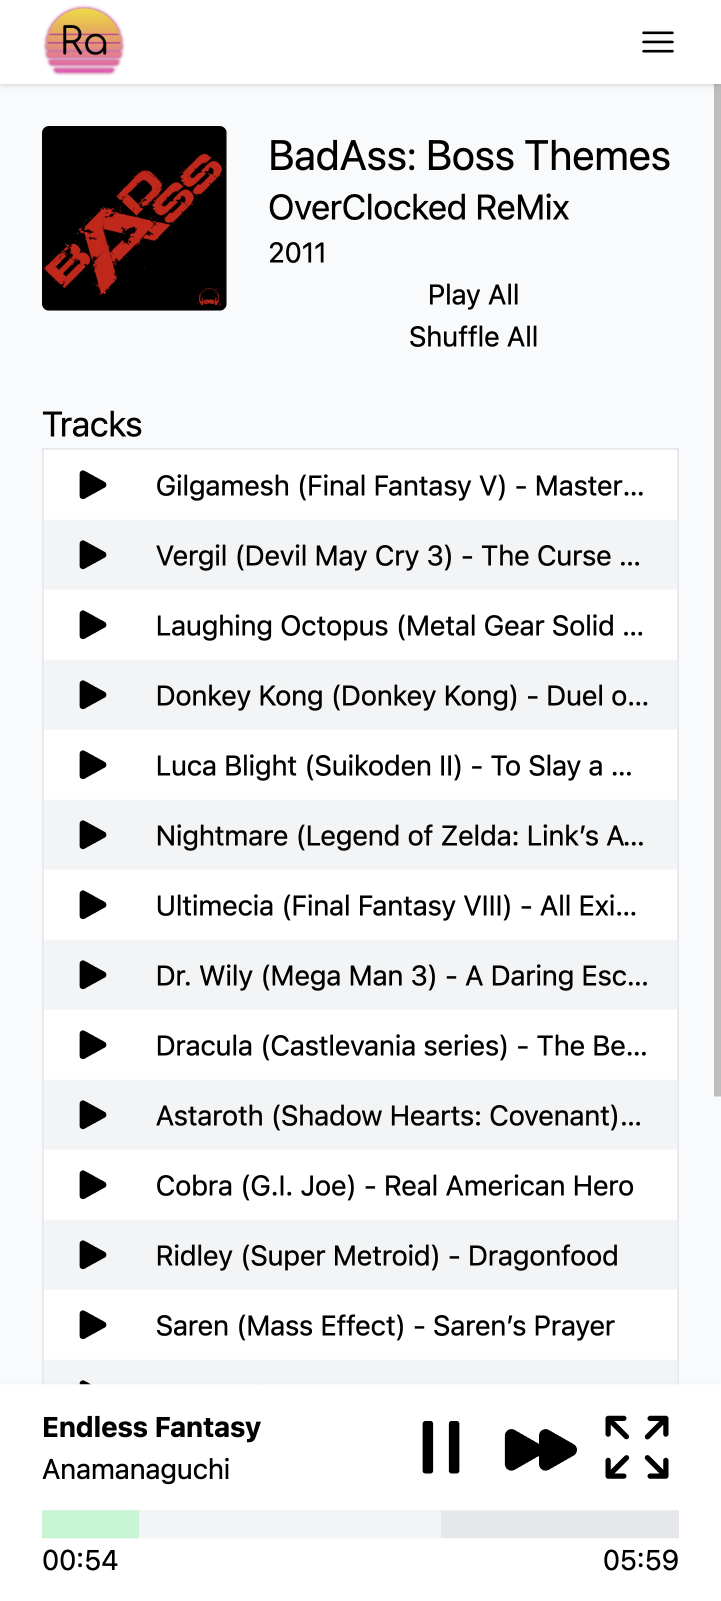 Ra
BAD
ASS
BadAss: Boss Themes
OverClocked ReMix
2011
Play All
Shuffle All
Tracks
Gilgamesh (Final Fantasy V) - Master...
Vergil (Devil May Cry 3) - The Curse ...
Laughing Octopus (Metal Gear Solid ...
Donkey Kong (Donkey Kong) - Duel o...
Luca Blight (Suikoden II) - To Slay a ...
Nightmare (Legend of Zelda: Link's A...
Ultimecia (Final Fantasy VIII) - All Exi...
Dr. Wily (Mega Man 3) - A Daring Esc...
Dracula (Castlevania series) - The Be...
Astaroth (Shadow Hearts: Covenant)...
Cobra (G.I. Joe) - Real American Hero
Ridley (Super Metroid) - Dragonfood
Saren (Mass Effect) - Saren's Prayer
Endless Fantasy
Anamanaguchi
00:54
05:59